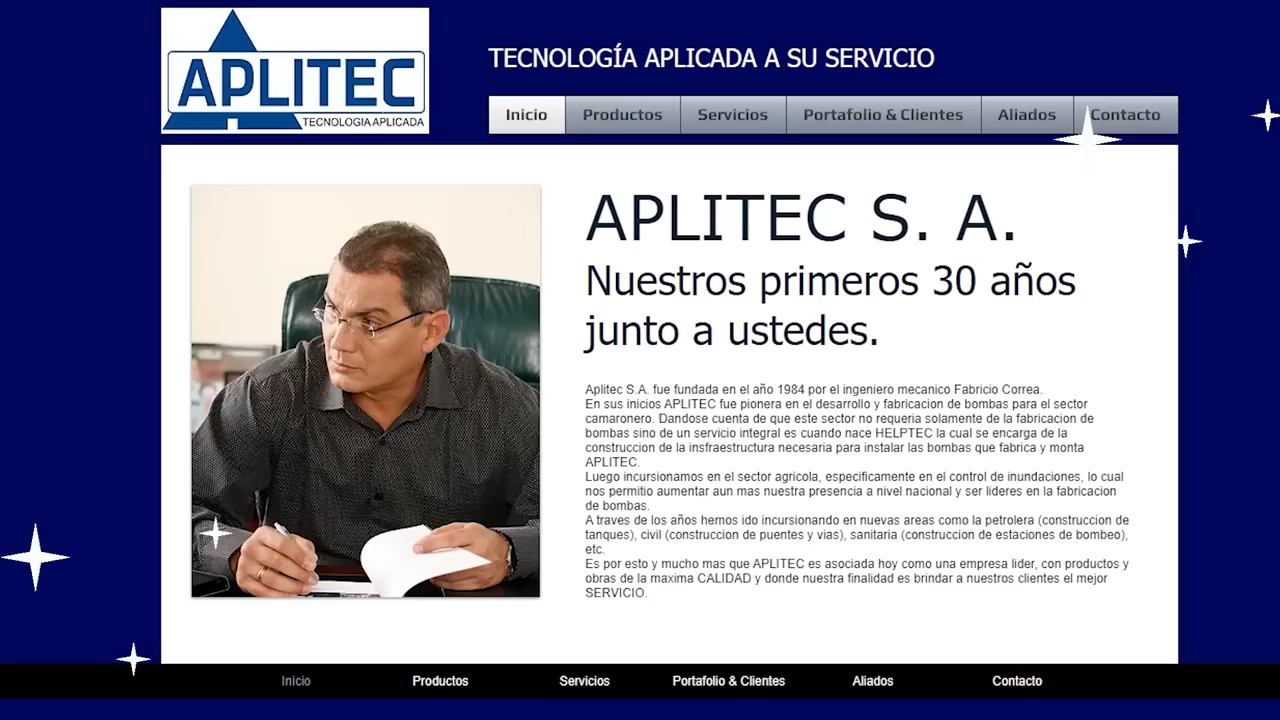 APLITEC
TECNOLOGIA APLICADA
TECNOLOGÍA APLICADA A SU SERVICIO
Inicio Productos Servicios Portafolio & Clientes Aliados Contacto
APLITEC S. A.
Nuestros primeros 30 años
junto a ustedes.
Aplitec S.A. fue fundada en el año 1984 por el ingeniero mecanico Fabricio Correa.
En sus inicios APLITEC fue pionera en el desarrollo y fabricacion de bombas para el sector
camaronero. Dandose cuenta de que este sector no requeria solamente de la fabricacion de
bombas sino de un servicio integral es cuando nace HELPTEC la cual se encarga de la
construccion de la insfraestructura necesaria para instalar las bombas que fabrica y monta
APLITEC.
Luego incursionamos en el sector agricola, especificamente en el control de inundaciones, lo cual
nos permitio aumentar aun mas nuestra presencia a nivel nacional y ser lideres en la fabricacion
de bombas.
A traves de los años hemos ido incursionando en nuevas areas como la petrolera (construccion de
tanques), civil (construccion de puentes y vias), sanitaria (construccion de estaciones de bombeo),
etc.
Es por esto y mucho mas que APLITEC es asociada hoy como una empresa lider, con productos y
obras de la maxima CALIDAD y donde nuestra finalidad es brindar a nuestros clientes el mejor
SERVICIO.
Inicio Productos Servicios Portafolio & Clientes Aliados Contacto